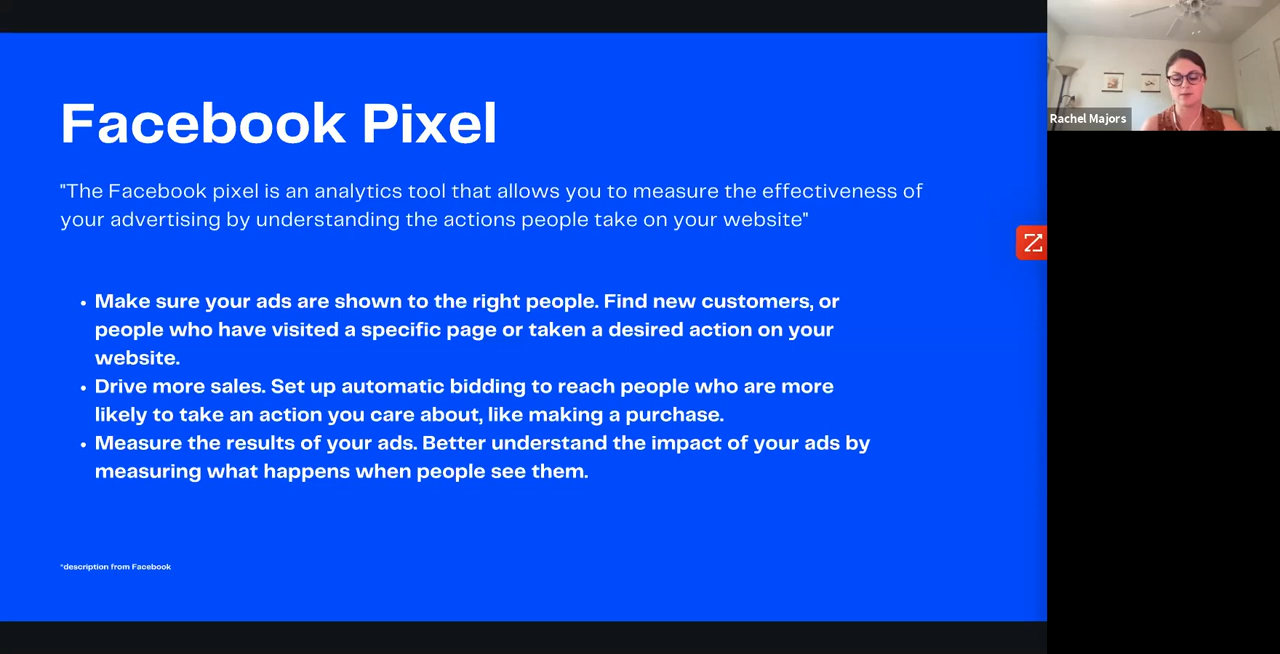 Facebook Pixel
"The Facebook pixel is an analytics tool that allows you to measure the effectiveness of
your advertising by understanding the actions people take on your website"
• Make sure your ads are shown to the right people. Find new customers, or
people who have visited a specific page or taken a desired action on your
website.
• Drive more sales. Set up automatic bidding to reach people who are more
likely to take an action you care about, like making a purchase.
• Measure the results of your ads. Better understand the impact of your ads by
measuring what happens when people see them.
*description from Facebook
Rachel Majors